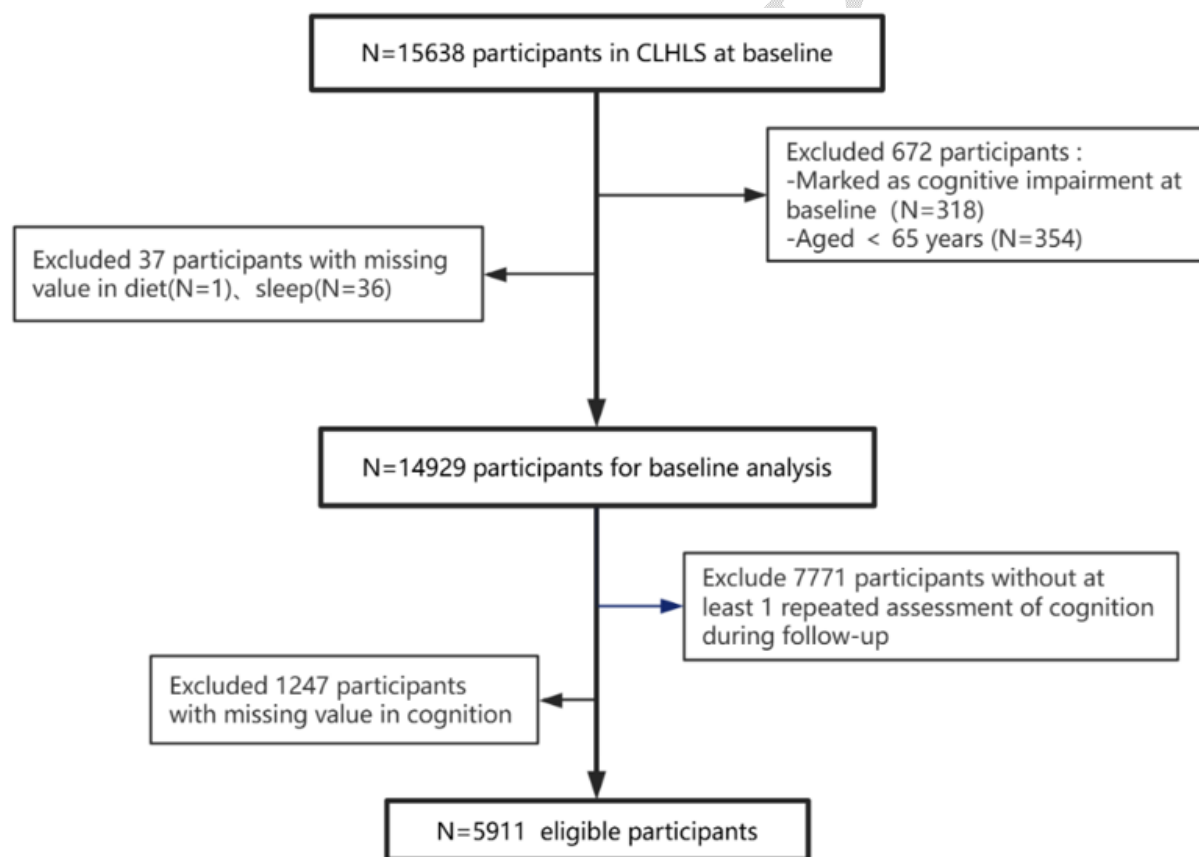 N=15638 participants in CLHLS at baseline
Excluded 672 participants :
-Marked as cognitive impairment at
baseline (N=318)
-Aged < 65 years (N=354)
Excluded 37 participants with missing
value in diet(N=1)、sleep(N=36)
N=14929 participants for baseline analysis
Exclude 7771 participants without at
least 1 repeated assessment of cognition
during follow-up
Excluded 1247 participants
with missing value in cognition
N=5911 eligible participants